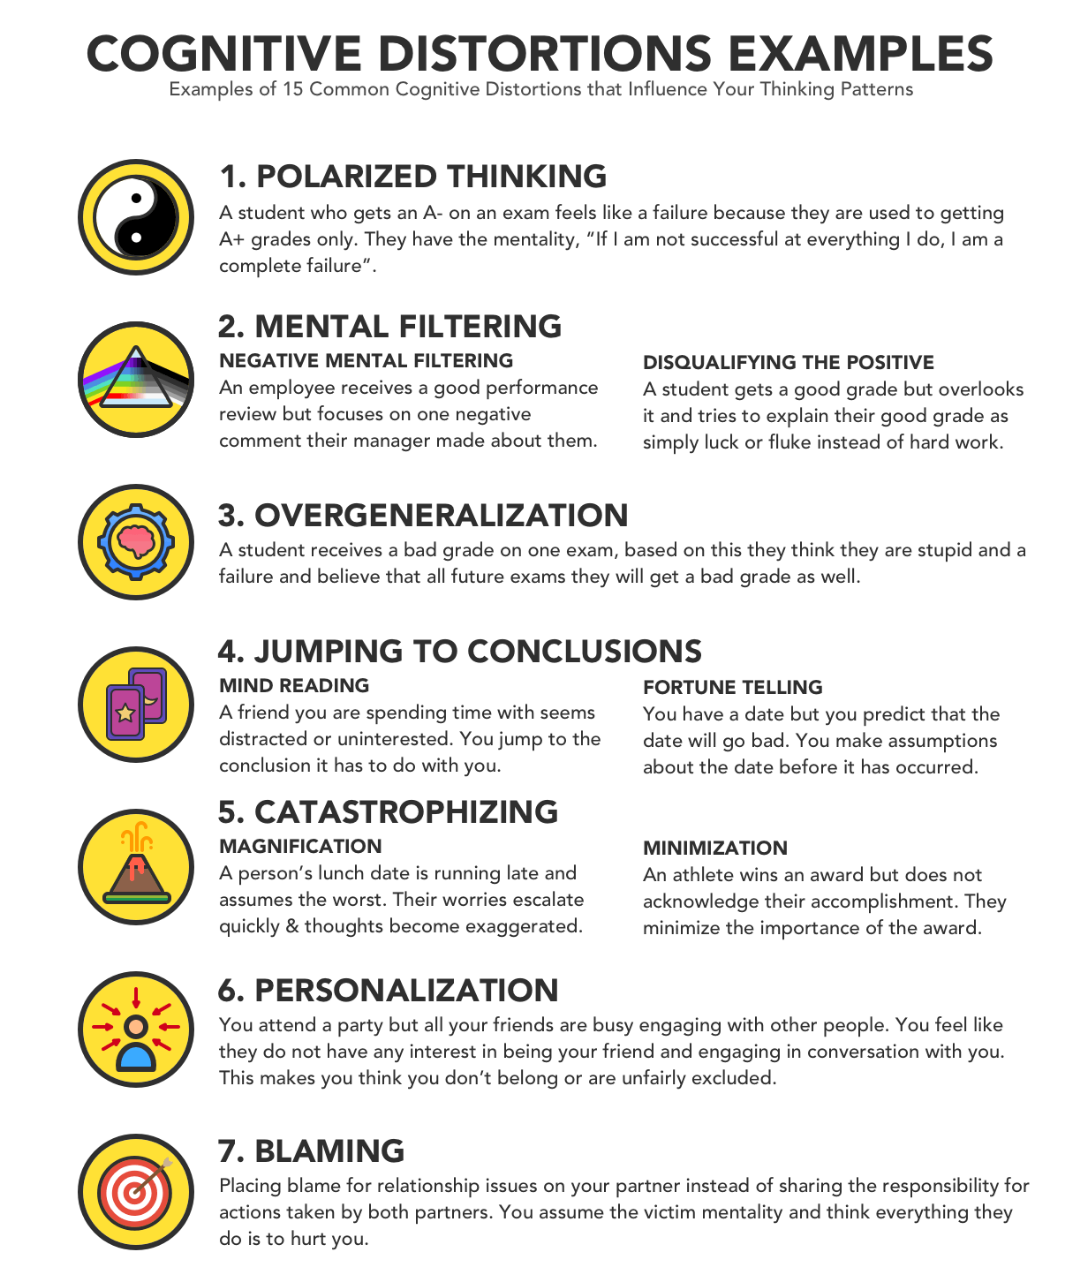 COGNITIVE DISTORTIONS EXAMPLES
Examples of 15 Common Cognitive Distortions that Influence Your Thinking Patterns
1. POLARIZED THINKING
A student who gets an A- on an exam feels like a failure because they are used to getting
A+ grades only. They have the mentality, “If I am not successful at everything I do, I am a
complete failure”.
2. MENTAL FILTERING
NEGATIVE MENTAL FILTERING
An employee receives a good performance
review but focuses on one negative
comment their manager made about them.
DISQUALIFYING THE POSITIVE
A student gets a good grade but overlooks
it and tries to explain their good grade as
simply luck or fluke instead of hard work.
3. OVERGENERALIZATION
A student receives a bad grade on one exam, based on this they think they are stupid and a
failure and believe that all future exams they will get a bad grade as well.
4. JUMPING TO CONCLUSIONS
MIND READING
A friend you are spending time with seems
distracted or uninterested. You jump to the
conclusion it has to do with you.
FORTUNE TELLING
You have a date but you predict that the
date will go bad. You make assumptions
about the date before it has occurred.
5. CATASTROPHIZING
MAGNIFICATION
A person’s lunch date is running late and
assumes the worst. Their worries escalate
quickly & thoughts become exaggerated.
MINIMIZATION
An athlete wins an award but does not
acknowledge their accomplishment. They
minimize the importance of the award.
6. PERSONALIZATION
You attend a party but all your friends are busy engaging with other people. You feel like
they do not have any interest in being your friend and engaging in conversation with you.
This makes you think you don’t belong or are unfairly excluded.
7. BLAMING
Placing blame for relationship issues on your partner instead of sharing the responsibility for
actions taken by both partners. You assume the victim mentality and think everything they
do is to hurt you.